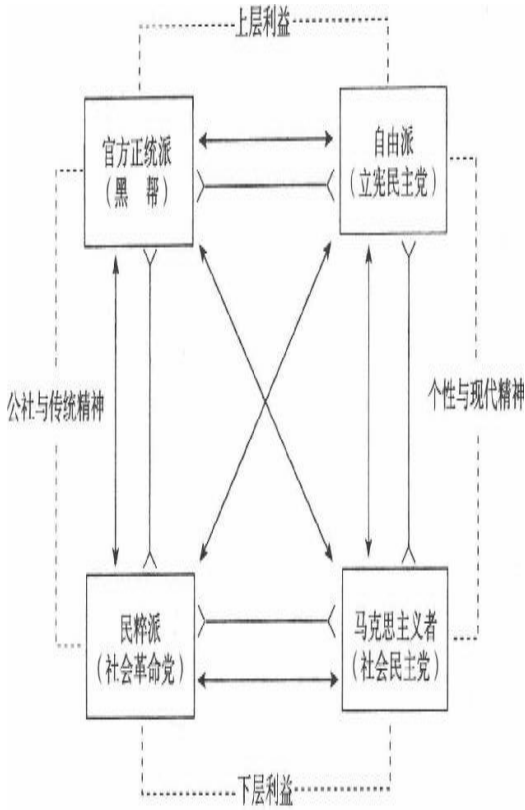 上层利益
官方正统派
（黑　帮）
自由派
（立宪民主党）
公社与传统精神
个性与现代精神
民粹派
（社会革命党）
马克思主义者
（社会民主党）
下层利益